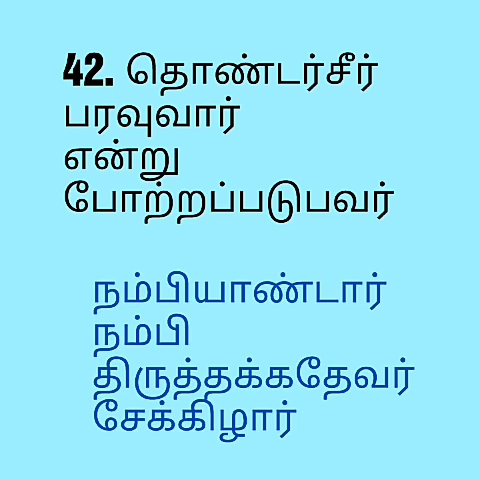 42. தொண்டர்சீர்
பரவுவார்
என்று
போற்றப்படுபவர்
நம்பியாண்டார்
நம்பி
திருத்தக்கதேவர்
சேக்கிழார்